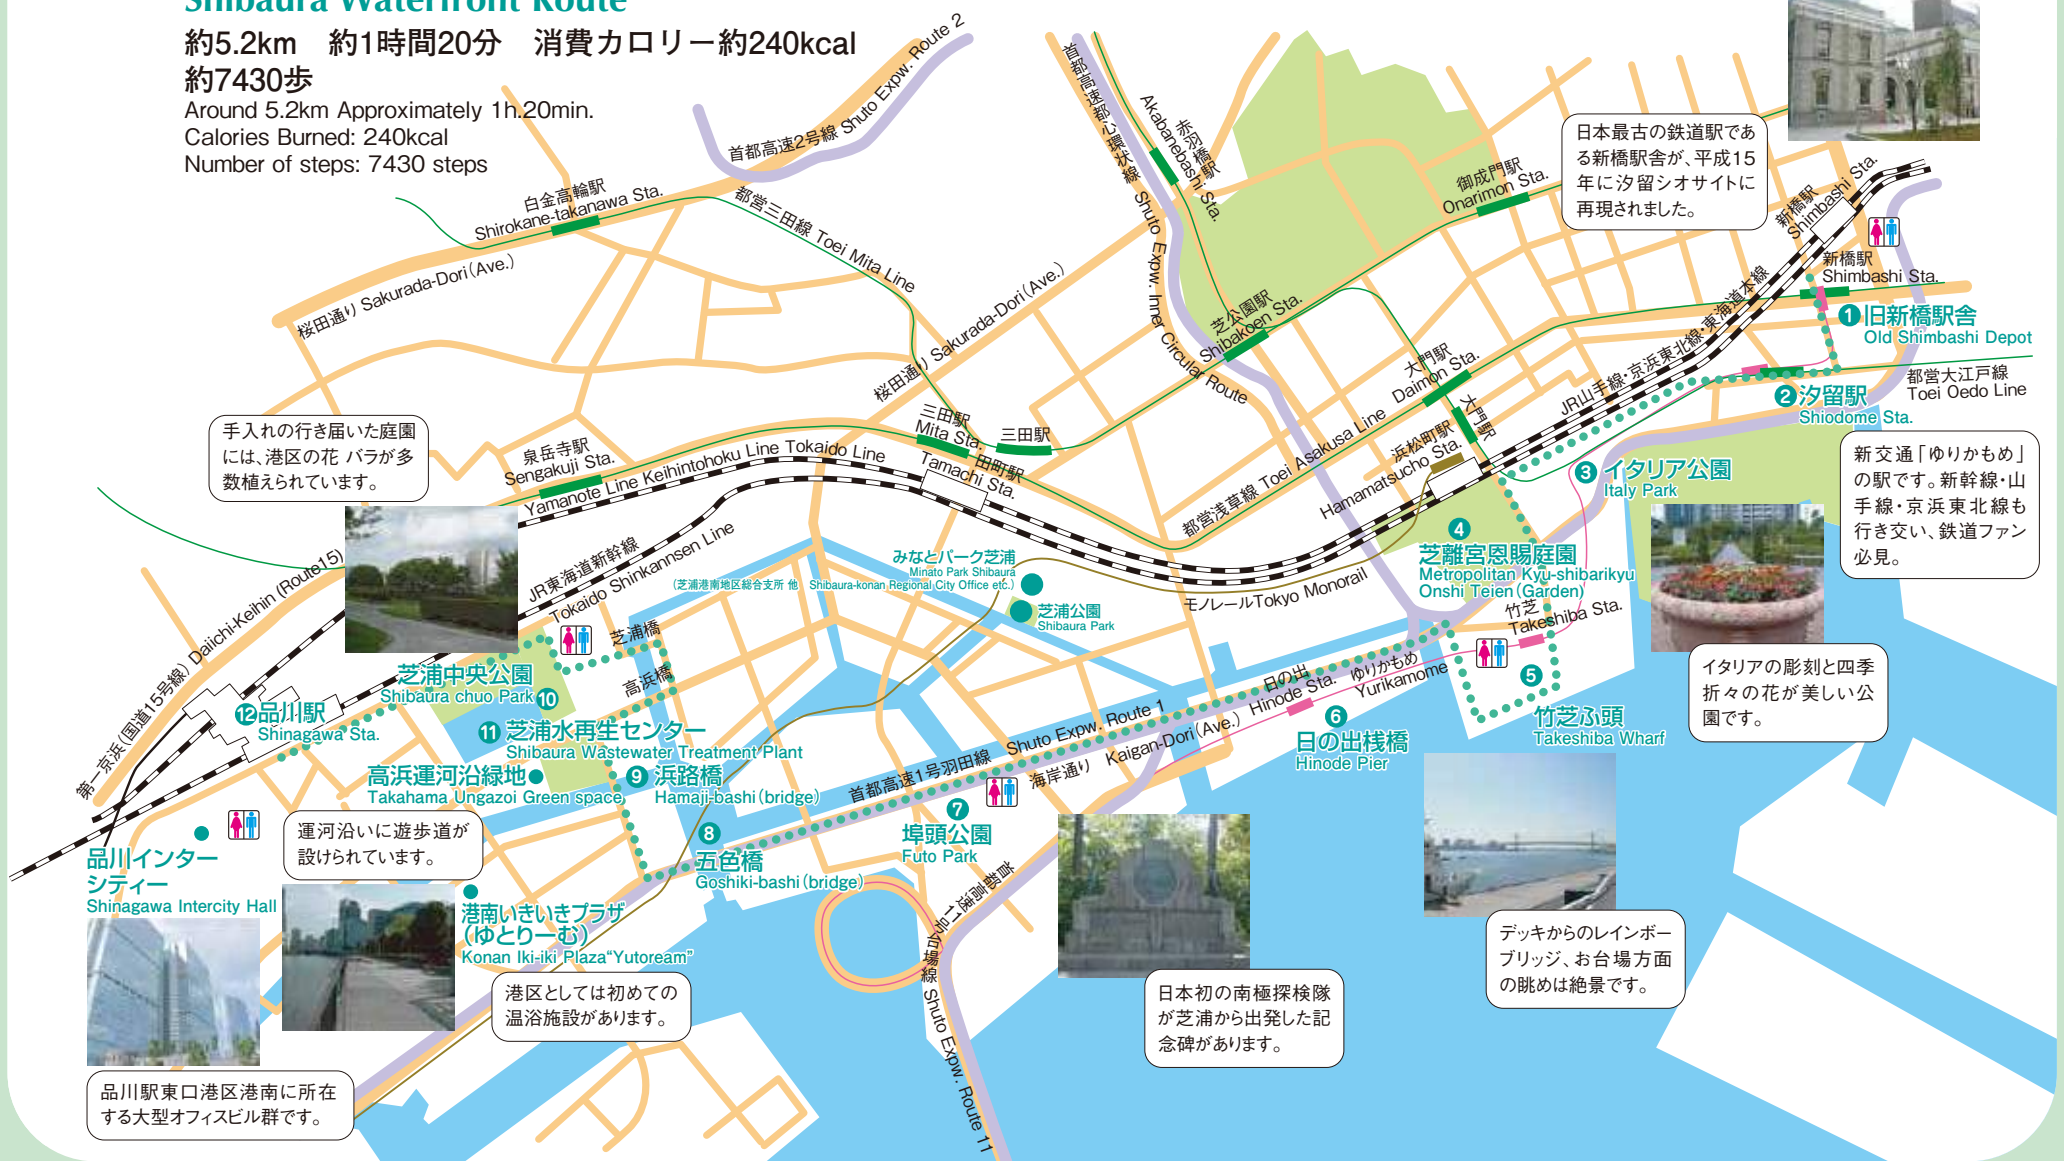 Shibaura Waterfront Route
約5.2km　約1時間20分　消費カロリー約240kcal
約7430歩
Around 5.2km Approximately 1h.20min.
Calories Burned: 240kcal
Number of steps: 7430 steps
首都高速2号線 Shuto Expw. Route 2
首都高速都心環状線 Shuto Expw. Inner Circular Route
赤羽橋駅
Akabanebashi Sta.
御成門駅
Onarimon Sta.
日本最古の鉄道駅であ
る新橋駅舎が、平成15
年に汐留シオサイトに
再現されました。
新橋駅
Shimbashi Sta.
新橋駅
Shimbashi Sta.
白金高輪駅
Shirokane-takanawa Sta.
都営三田線 Toei Mita Line
桜田通り Sakurada-Dori(Ave.)
桜田通り Sakurada-Dori(Ave.)
芝公園駅
Shibakoen Sta.
大門駅
Daimon Sta.
大門駅
JR山手線・京浜東北線・東海道本線
❶旧新橋駅舎
Old Shimbashi Depot
都営大江戸線
Toei Oedo Line
❷汐留駅
Shiodome Sta.
新交通「ゆりかもめ」
の駅です。新幹線・山
手線・京浜東北線も
行き交い、鉄道ファン
必見。
手入れの行き届いた庭園
には、港区の花 バラが多
数植えられています。
泉岳寺駅
Sengakuji Sta.
三田駅
Mita Sta.
三田駅
田町駅
Tamachi Sta.
Yamanote Line Keihintohoku Line Tokaido Line
都営浅草線 Toei Asakusa Line
浜松町駅
Hamamatsucho Sta.
❸イタリア公園
Italy Park
❹
芝離宮恩賜庭園
Metropolitan Kyu-shibarikyu
Onshi Teien(Garden)
JR東海道新幹線
Tokaido Shinkansen Line
みなとパーク芝浦
Minato Park Shibaura
(芝浦港南地区総合支所 他　Shibaura-konan Regional City Office etc.)
芝浦公園
Shibaura Park
モノレールTokyo Monorail
竹芝
Takeshiba Sta.
第一京浜(国道15号線) Daiichi-Keihin (Route15)
芝浦橋
高浜橋
芝浦中央公園
Shibaura chuo Park❿
⓬品川駅
Shinagawa Sta.
⓫芝浦水再生センター
Shibaura Wastewater Treatment Plant
高浜運河沿緑地
Takahama Ungazoi Green space
❾浜路橋
Hamaji-bashi(bridge)
首都高速1号羽田線　Shuto Expw. Route 1
海岸通り　Kaigan-Dori(Ave.)
日の出
Hinode Sta.
ゆりかもめ
Yurikamome
❺
竹芝ふ頭
Takeshiba Wharf
❻
日の出桟橋
Hinode Pier
イタリアの彫刻と四季
折々の花が美しい公
園です。
❼
埠頭公園
Futo Park
❽
五色橋
Goshiki-bashi(bridge)
品川インター
シティー
Shinagawa Intercity Hall
運河沿いに遊歩道が
設けられています。
港南いきいきプラザ
(ゆとりーむ)
Konan Iki-iki Plaza“Yutoream”
港区としては初めての
温浴施設があります。
首都高速11号台場線 Shuto Expw. Route 11
日本初の南極探検隊
が芝浦から出発した記
念碑があります。
デッキからのレインボー
ブリッジ、お台場方面
の眺めは絶景です。
品川駅東口港区港南に所在
する大型オフィスビル群です。